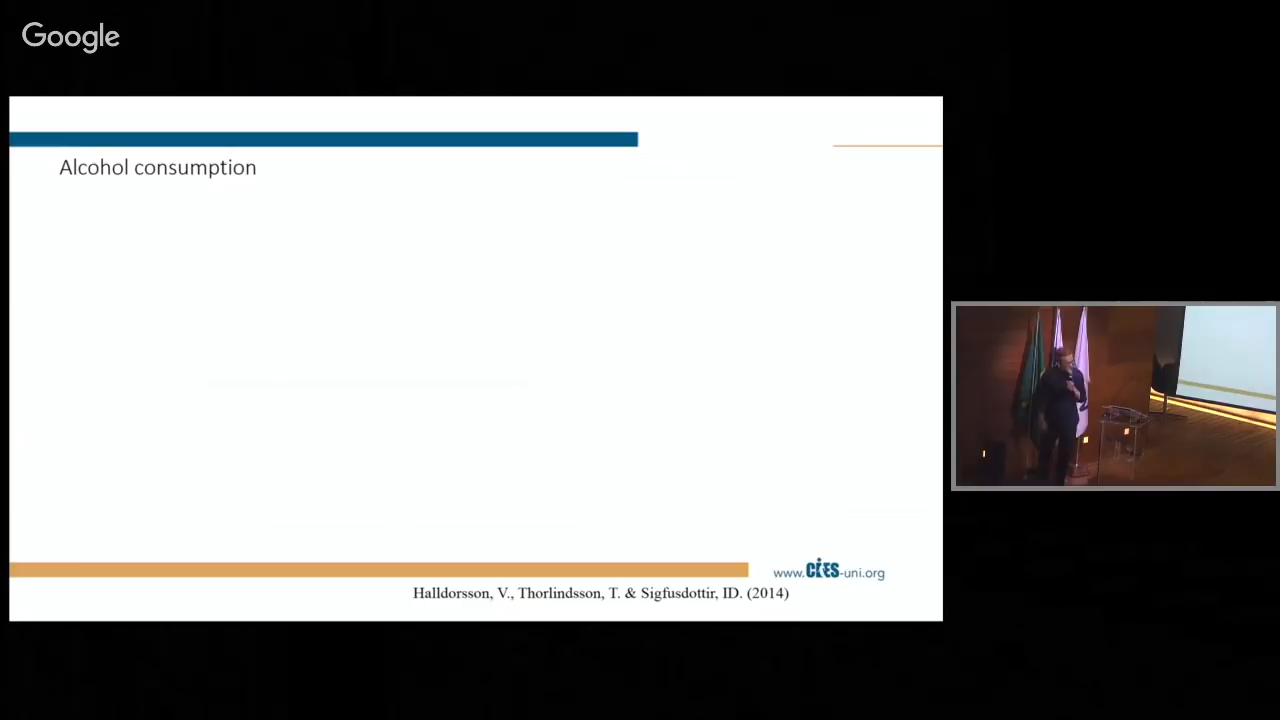 Google
Alcohol consumption
www.CIES-uni.org
Halldorsson, V., Thorlindsson, T. & Sigfusdottir, ID. (2014)